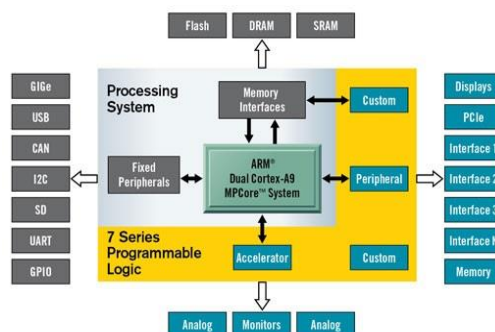 Flash
DRAM
SRAM
GIGe
USB
CAN
I2C
SD
UART
GPIO
Processing
System
Memory
Interfaces
Custom
Fixed
Peripherals
ARM®
Dual Cortex-A9
MPCore™ System
Peripheral
7 Series
Programmable
Logic
Accelerator
Custom
Displays
PCIe
Interface 1
Interface 2
Interface 3
Interface N
Memory
Analog
Monitors
Analog